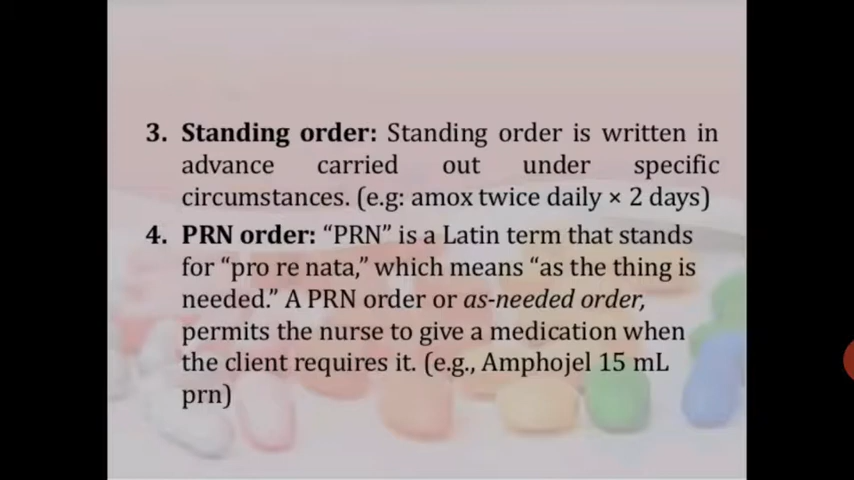 3. Standing order: Standing order is written in
advance carried out under specific
circumstances. (e.g: amox twice daily × 2 days)
4. PRN order: “PRN” is a Latin term that stands
for “pro re nata,” which means “as the thing is
needed.” A PRN order or as-needed order,
permits the nurse to give a medication when
the client requires it. (e.g., Amphojel 15 mL
prn)